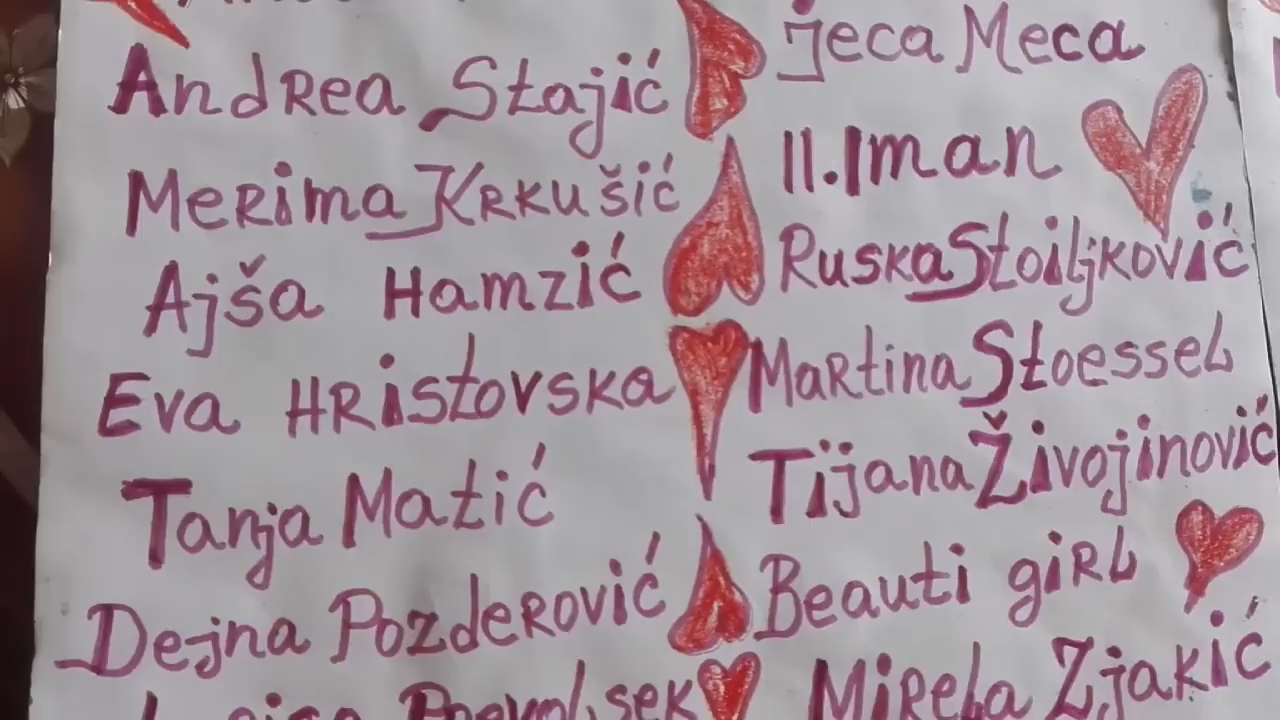 Andrea Stajić
Merima Krkušić
Ajša Hamzić
Eva Hristovska
Tanja Matić
Dejna Pozderović
Jeca Meca
11.Iman
Ruska Stoiljković
Martina Stoessel
Tijana Živojinović
Beauti girl
Mirela Zjakić